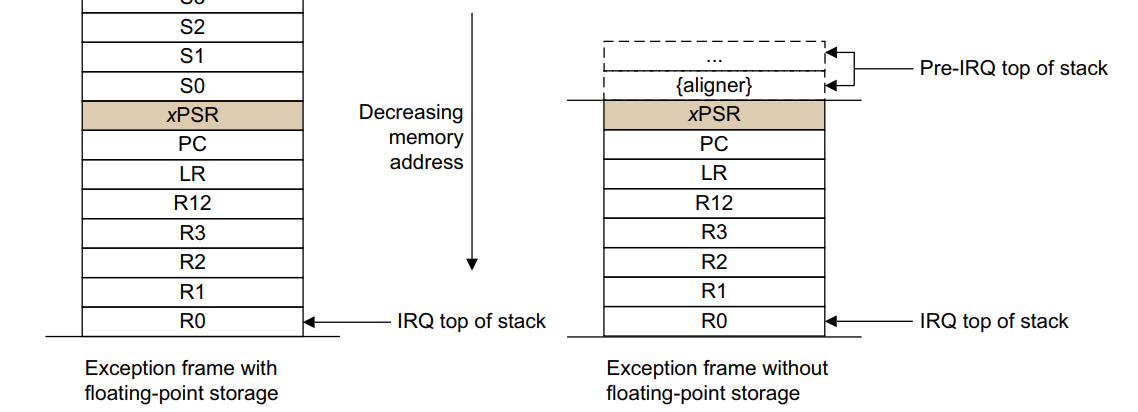 S2
S1
S0
xPSR
PC
LR
R12
R3
R2
R1
R0
Decreasing
memory
address
IRQ top of stack
Exception frame with
floating-point storage
...
{aligner}
Pre-IRQ top of stack
xPSR
PC
LR
R12
R3
R2
R1
R0
IRQ top of stack
Exception frame without
floating-point storage